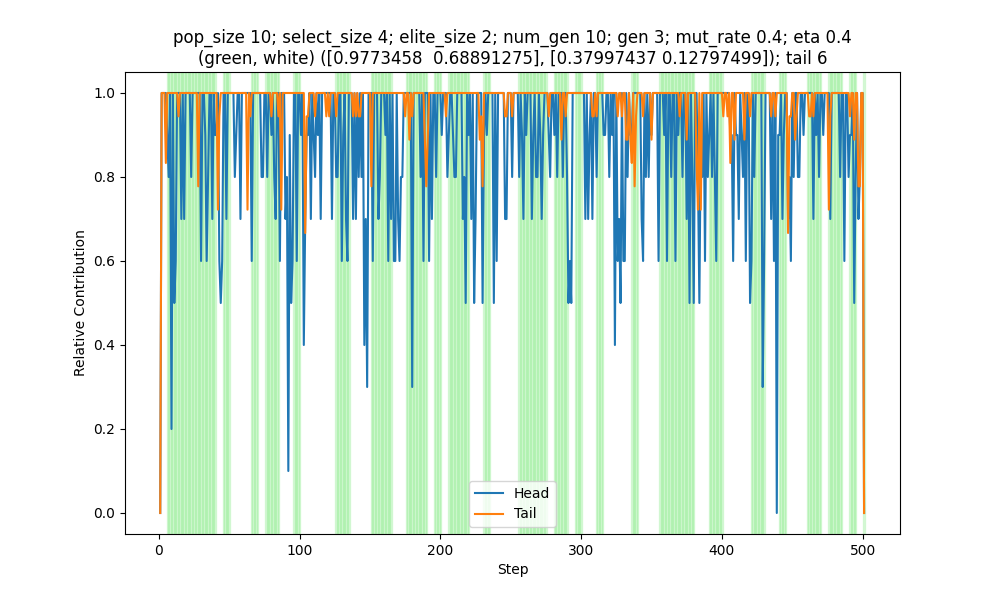 pop_size 10; select_size 4; elite_size 2; num_gen 10; gen 3; mut_rate 0.4; eta 0.4
(green, white) ([0.9773458  0.68891275], [0.37997437 0.12797499]); tail 6
1.0
0.8
0.6
0.4
0.2
0.0
Relative Contribution
Head
Tail
0
100
200
300
400
500
Step